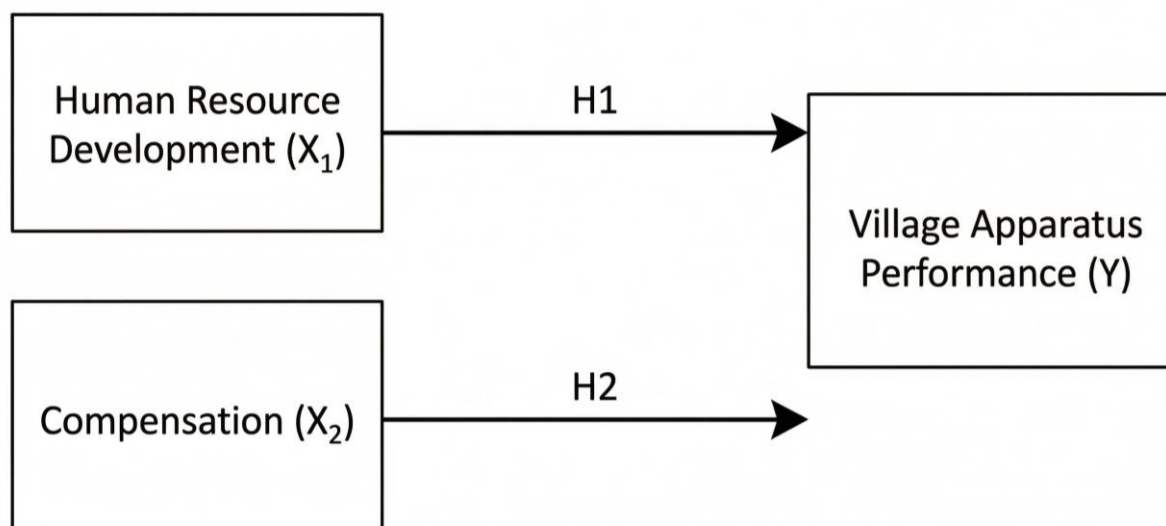 Human Resource
Development (X₁)
H1
Village Apparatus
Performance (Y)
H2
Compensation (X₂)